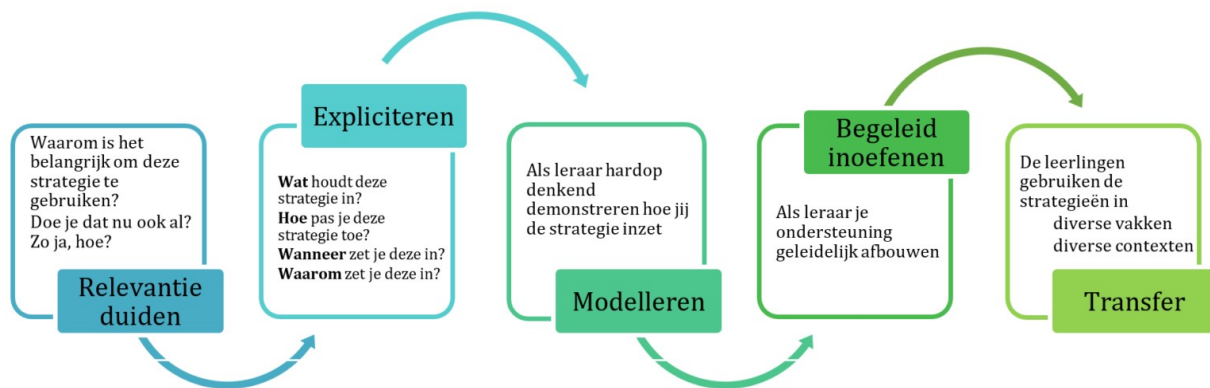 Waarom is het
belangrijk om deze
strategie te
gebruiken?
Doe je dat nu ook al?
Zo ja, hoe?
Relevantie
duiden
Expliciteren
Wat houdt deze
strategie in?
Hoe pas je deze
strategie toe?
Wanneer zet je deze in?
Waarom zet je deze in?
Als leraar hardop
denkend
demonstreren hoe jij
de strategie inzet
Modelleren
Begeleid
inoefenen
Als leraar je
ondersteuning
geleidelijk afbouwen
De leerlingen
gebruiken de
strategieën in
diverse vakken
diverse contexten
Transfer